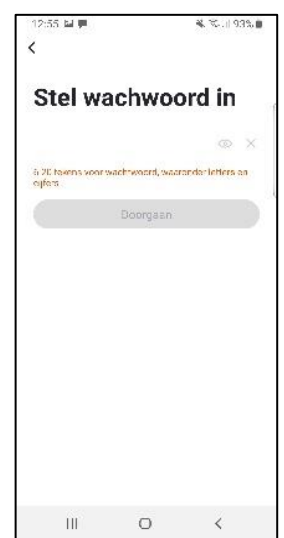 12:55 93%
Stel wachwoord in
6-20 tekens voor wachtwoord, waaronder letters en
cijfers
Doorgaan